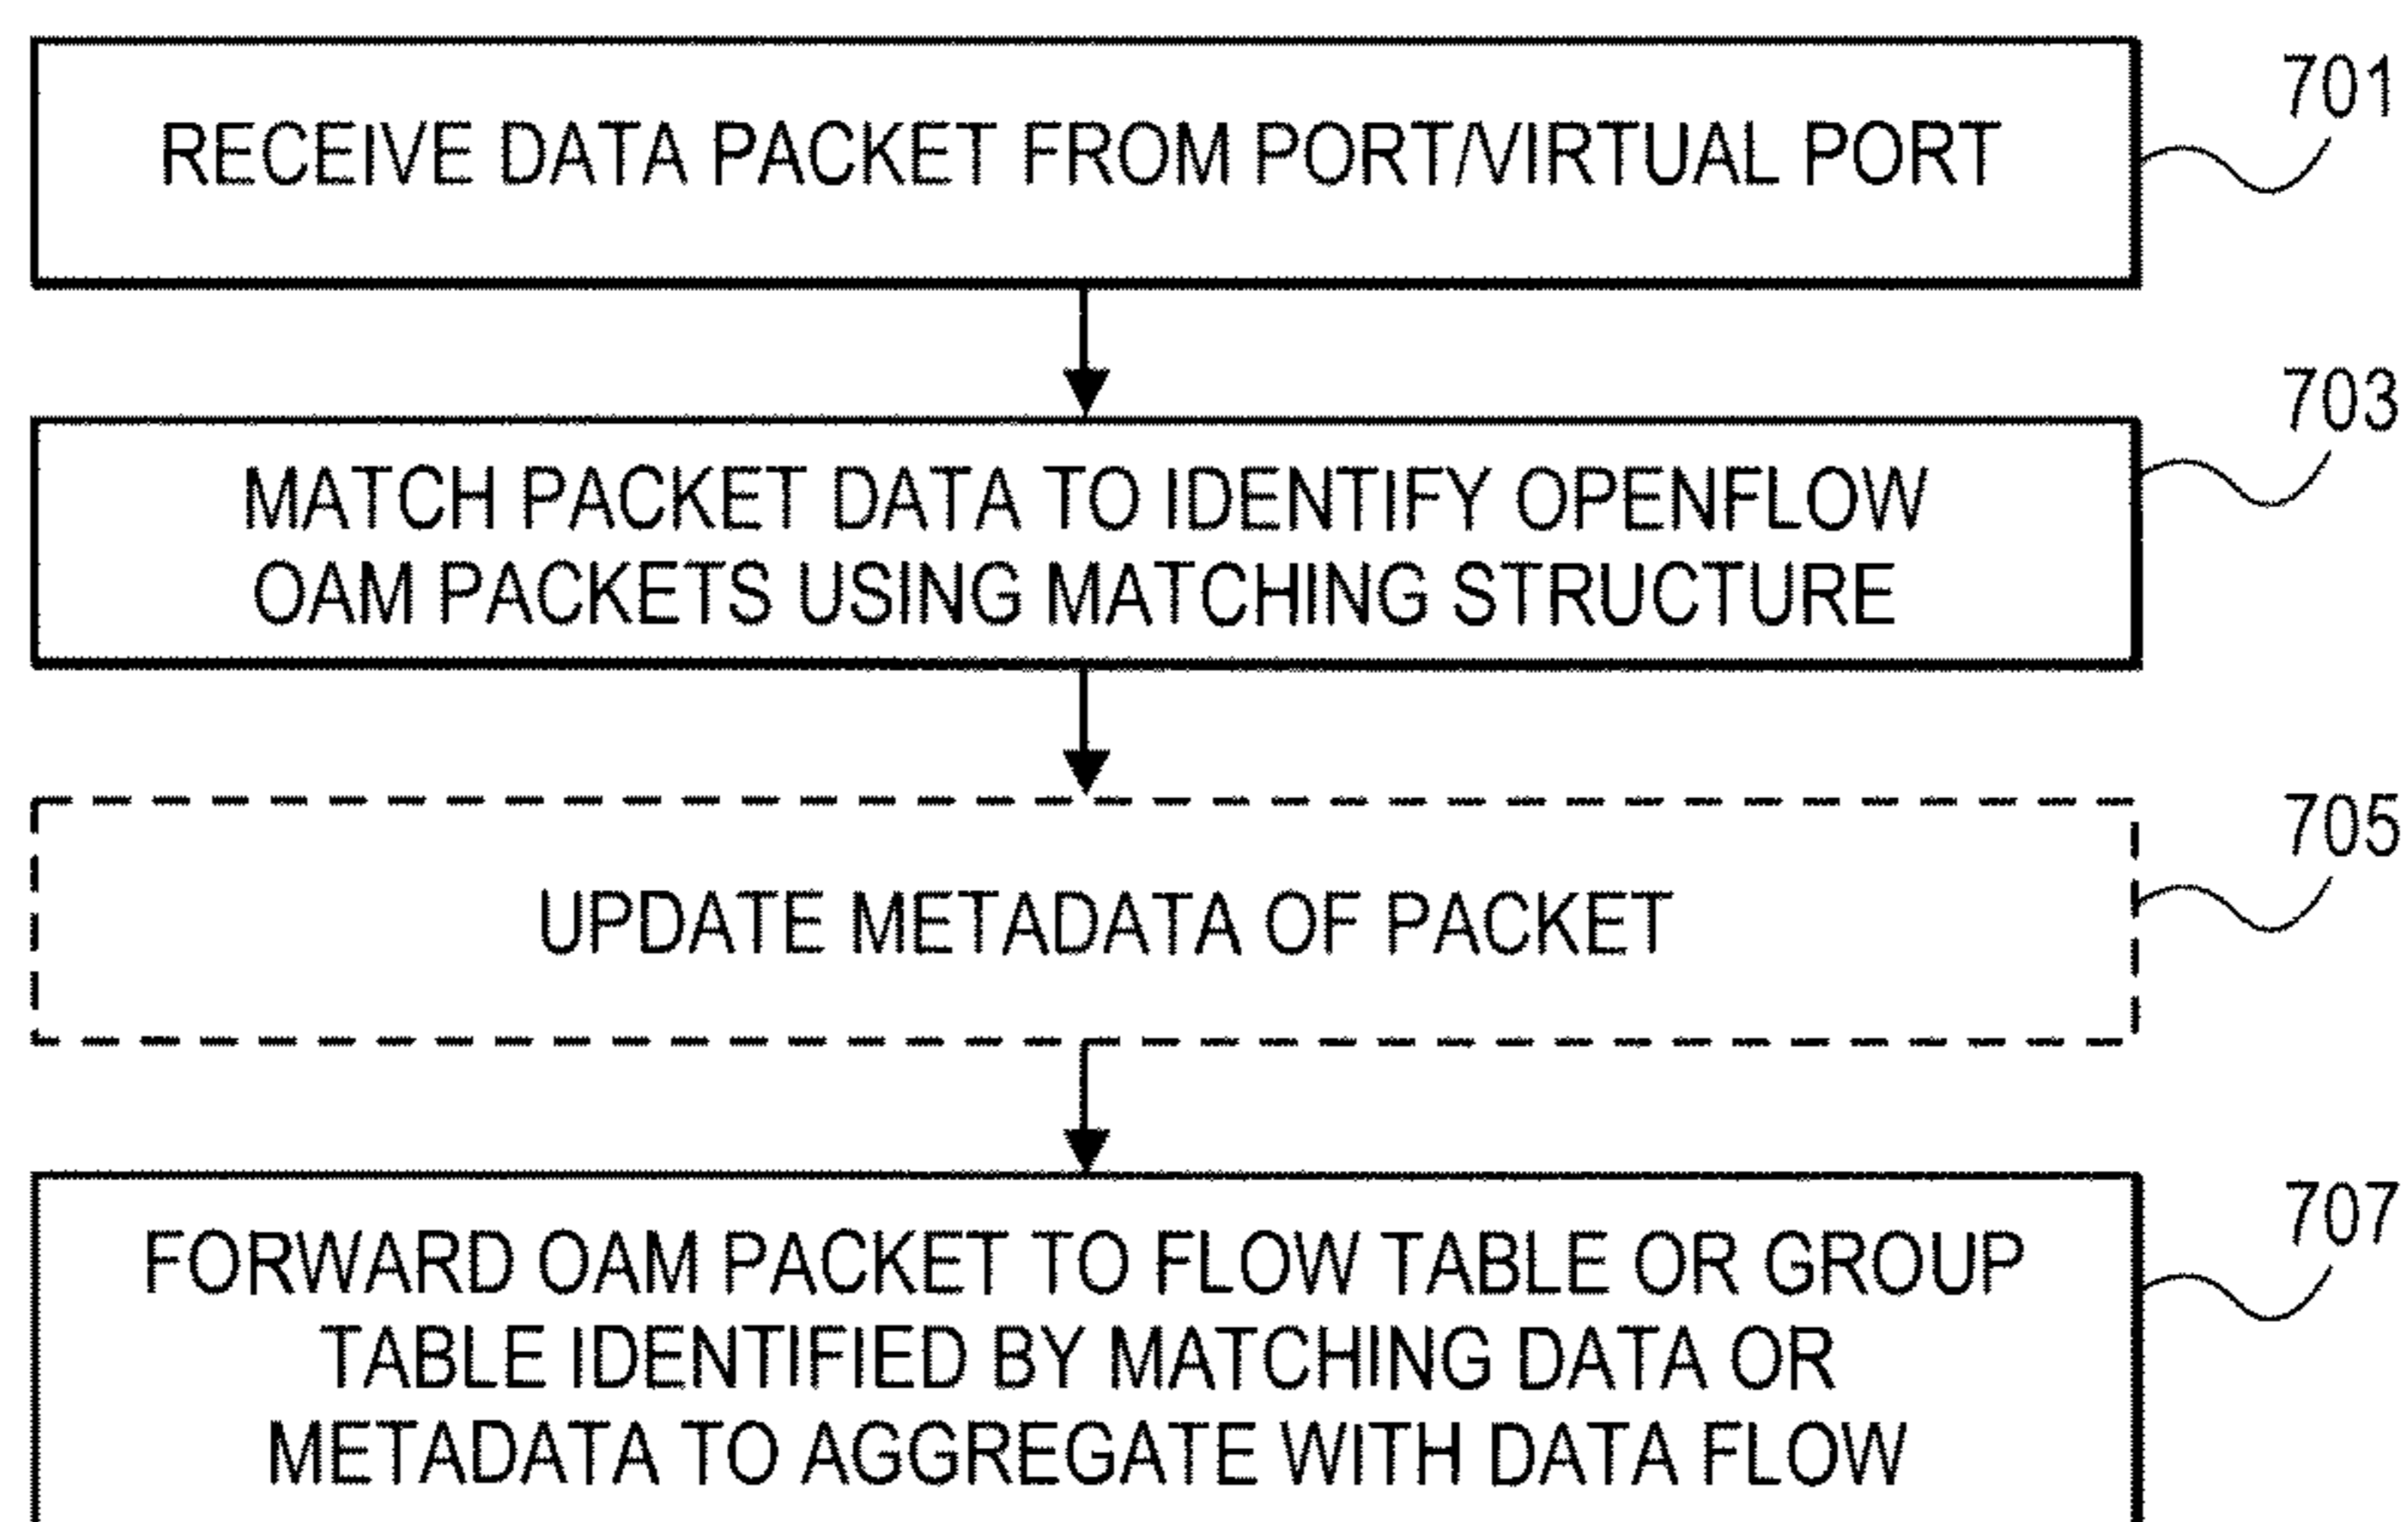 RECEIVE DATA PACKET FROM PORT/VIRTUAL PORT
701
MATCH PACKET DATA TO IDENTIFY OPENFLOW
OAM PACKETS USING MATCHING STRUCTURE
703
UPDATE METADATA OF PACKET
705
FORWARD OAM PACKET TO FLOW TABLE OR GROUP
TABLE IDENTIFIED BY MATCHING DATA OR
METADATA TO AGGREGATE WITH DATA FLOW
707